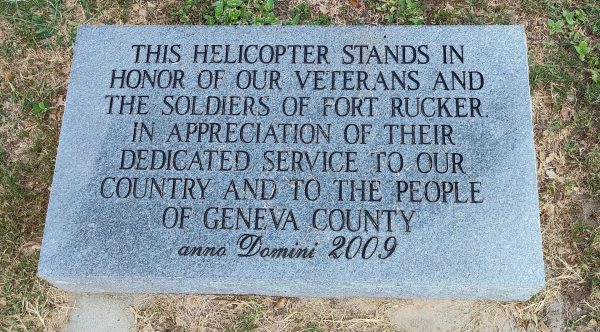 THIS HELICOPTER STANDS IN
HONOR OF OUR VETERANS AND
THE SOLDIERS OF FORT RUCKER.
IN APPRECIATION OF THEIR
DEDICATED SERVICE TO OUR
COUNTRY AND TO THE PEOPLE
OF GENEVA COUNTY
anno Domini 2009